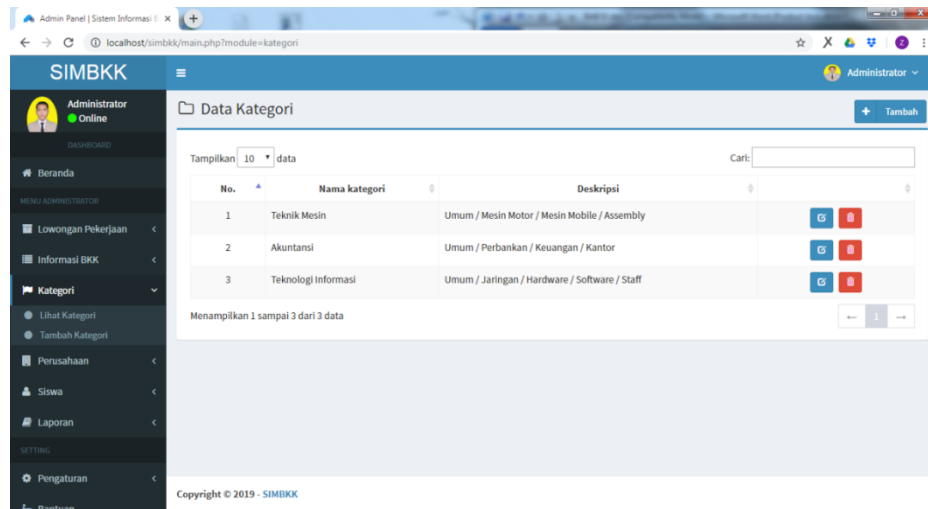 Admin Panel | Sistem Informasi
localhost/simbkk/main.php?module=kategori
SIMBKK
Administrator
Administrator
Online
Data Kategori
+ Tambah
DASHBOARD
Beranda
MENU ADMINISTRATOR
Lowongan Pekerjaan
Informasi BKK
Kategori
Lihat Kategori
Tambah Kategori
Perusahaan
Siswa
Laporan
SETTING
Pengaturan
Bantuan
Tampilkan 10 data
Cari:
No. Nama kategori Deskripsi
1 Teknik Mesin Umum / Mesin Motor / Mesin Mobile / Assembly
2 Akuntansi Umum / Perbankan / Keuangan / Kantor
3 Teknologi Informasi Umum / Jaringan / Hardware / Software / Staff
Menampilkan 1 sampai 3 dari 3 data
← 1 →
Copyright © 2019 - SIMBKK